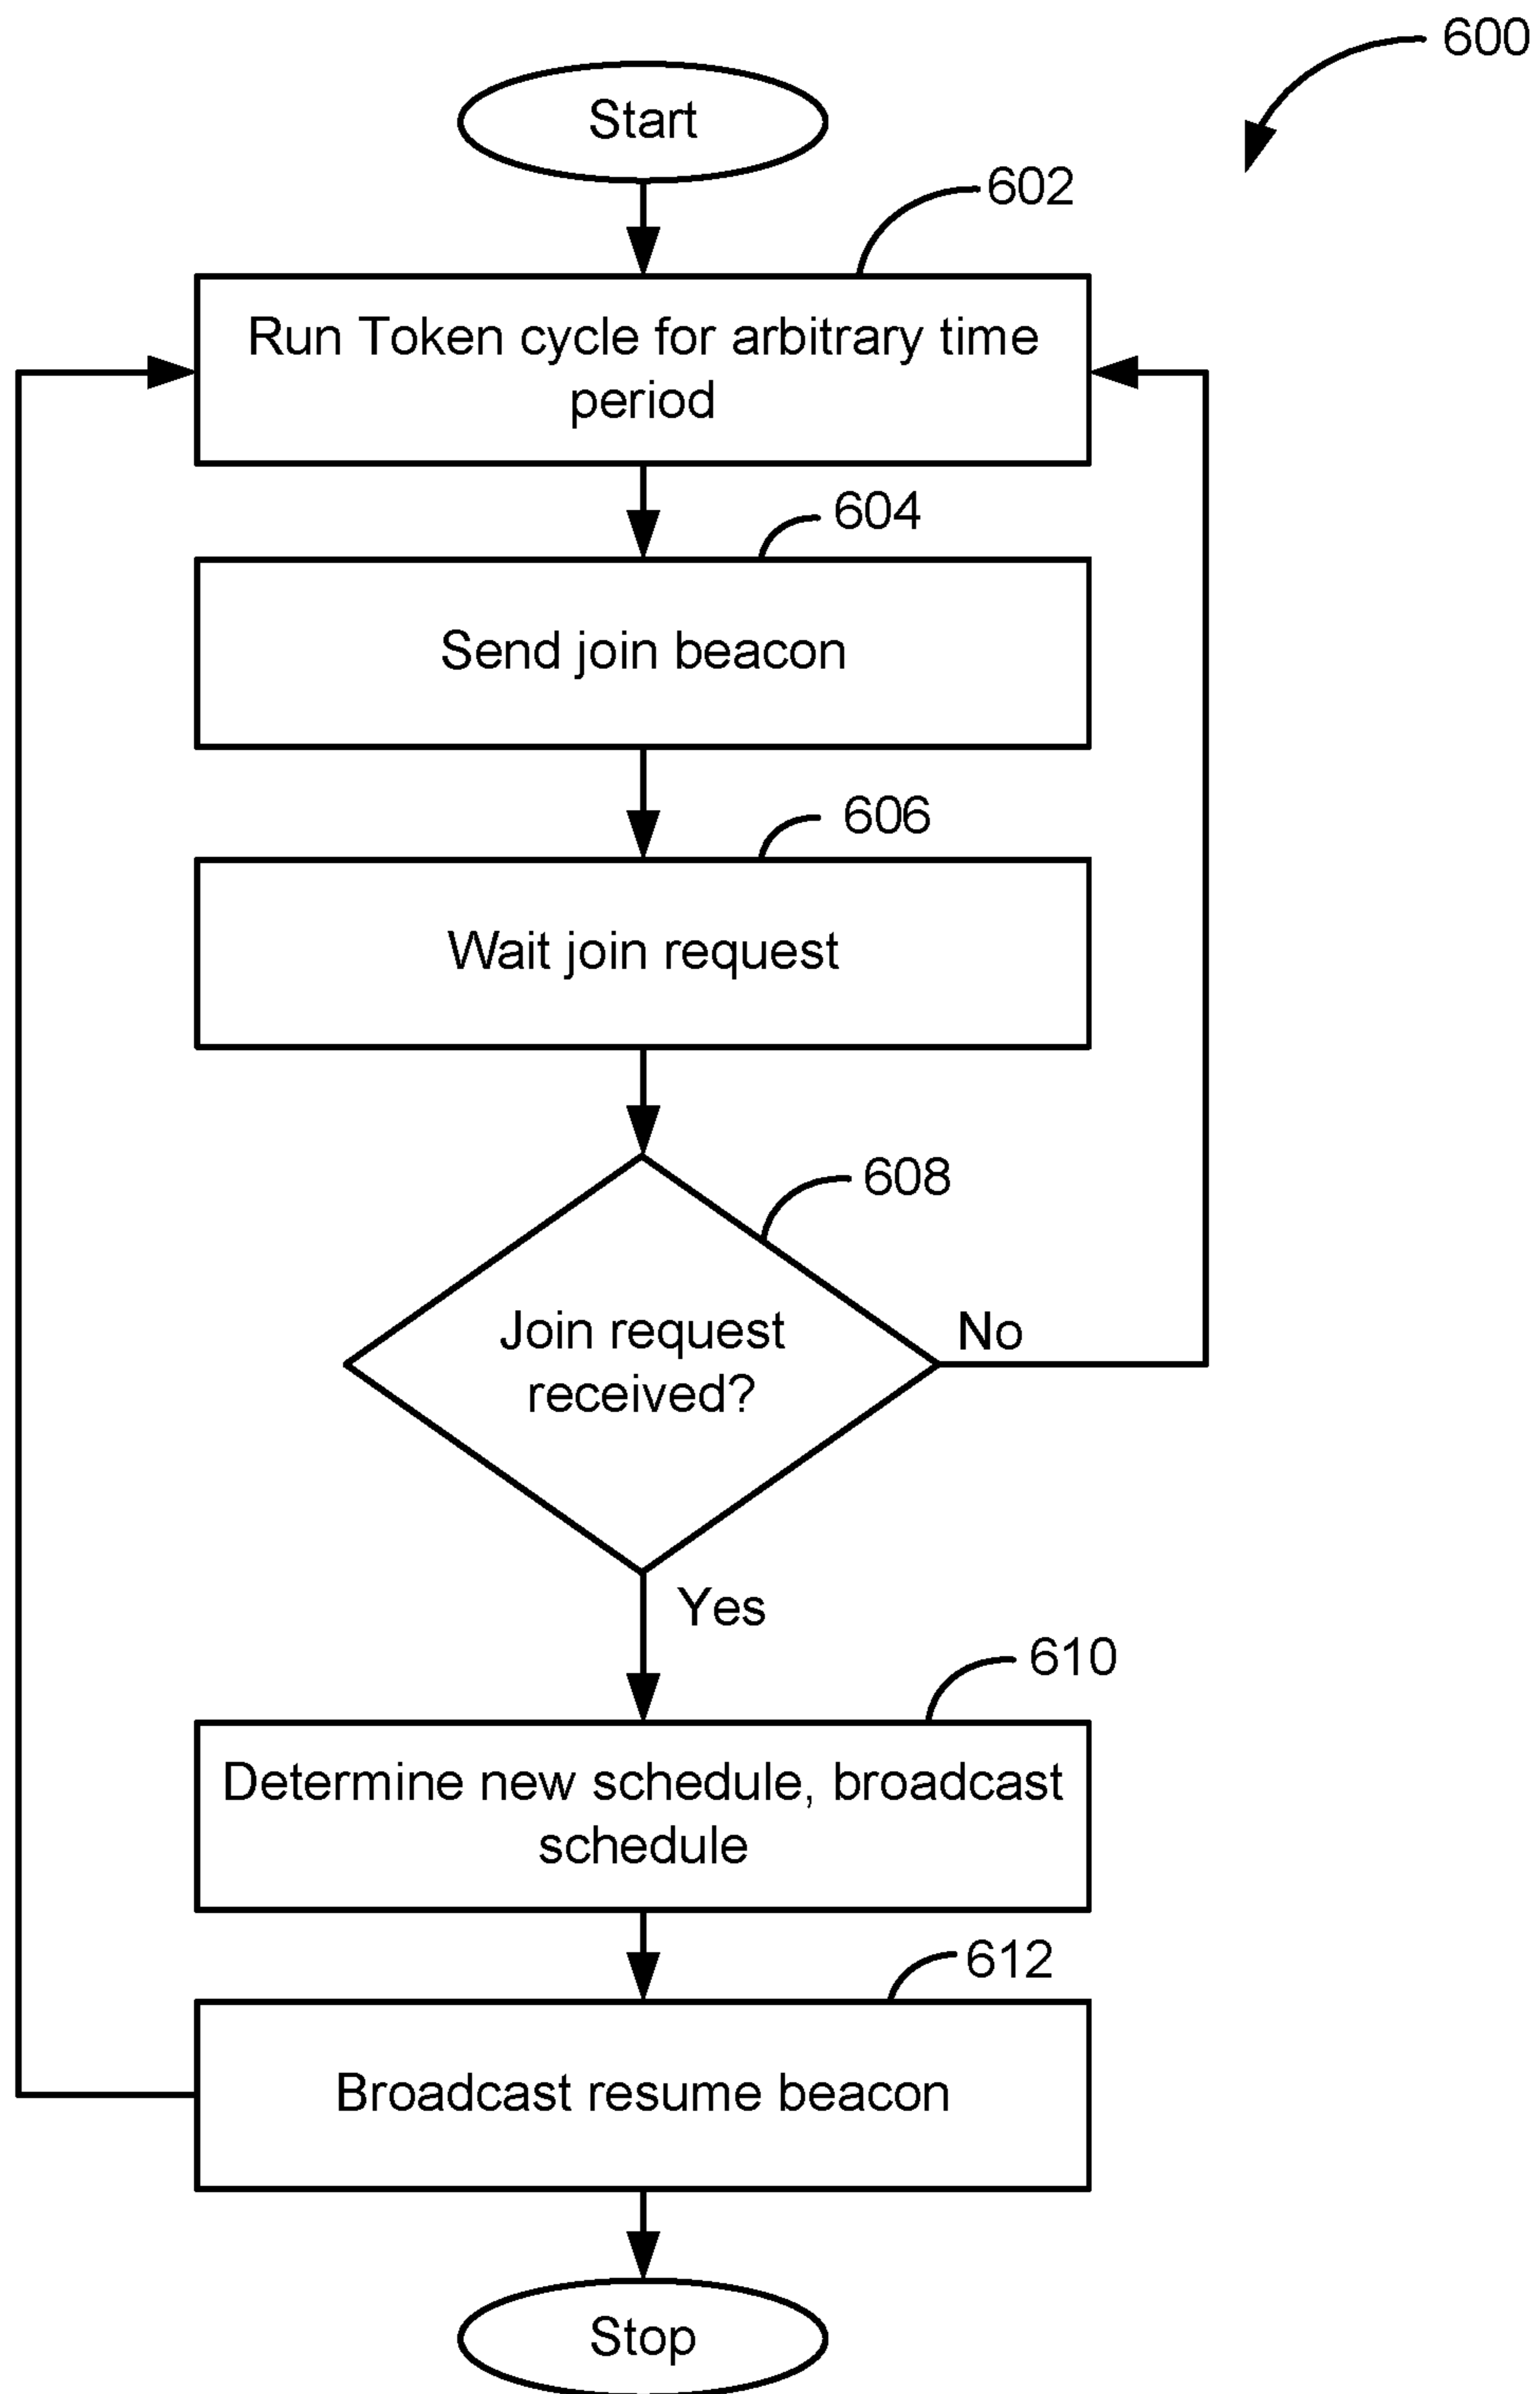 600
Start
602
Run Token cycle for arbitrary time
period
604
Send join beacon
606
Wait join request
608
Join request
received?
No
Yes
610
Determine new schedule, broadcast
schedule
612
Broadcast resume beacon
Stop